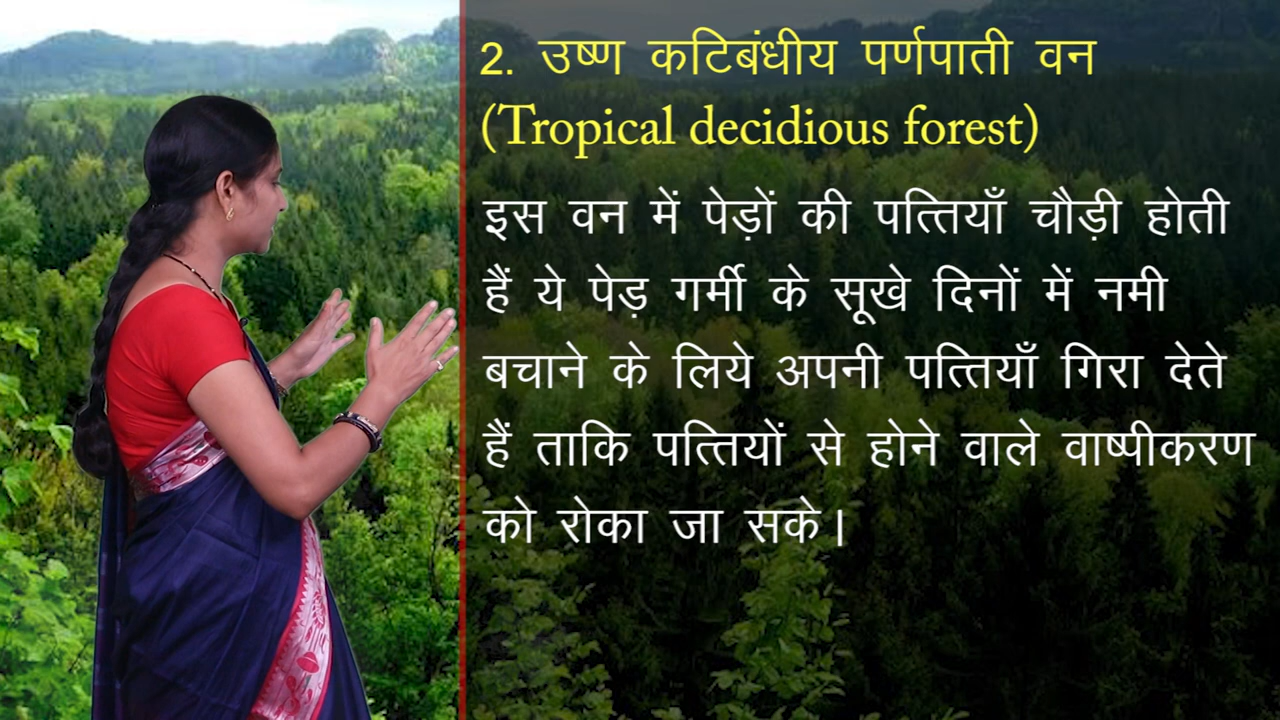 2. उष्ण कटिबंधीय पर्णपाती वन
(Tropical decidious forest)
इस वन में पेड़ों की पत्तियाँ चौड़ी होती
हैं ये पेड़ गर्मी के सूखे दिनों में नमी
बचाने के लिये अपनी पत्तियाँ गिरा देते
हैं ताकि पत्तियों से होने वाले वाष्पीकरण
को रोका जा सके।